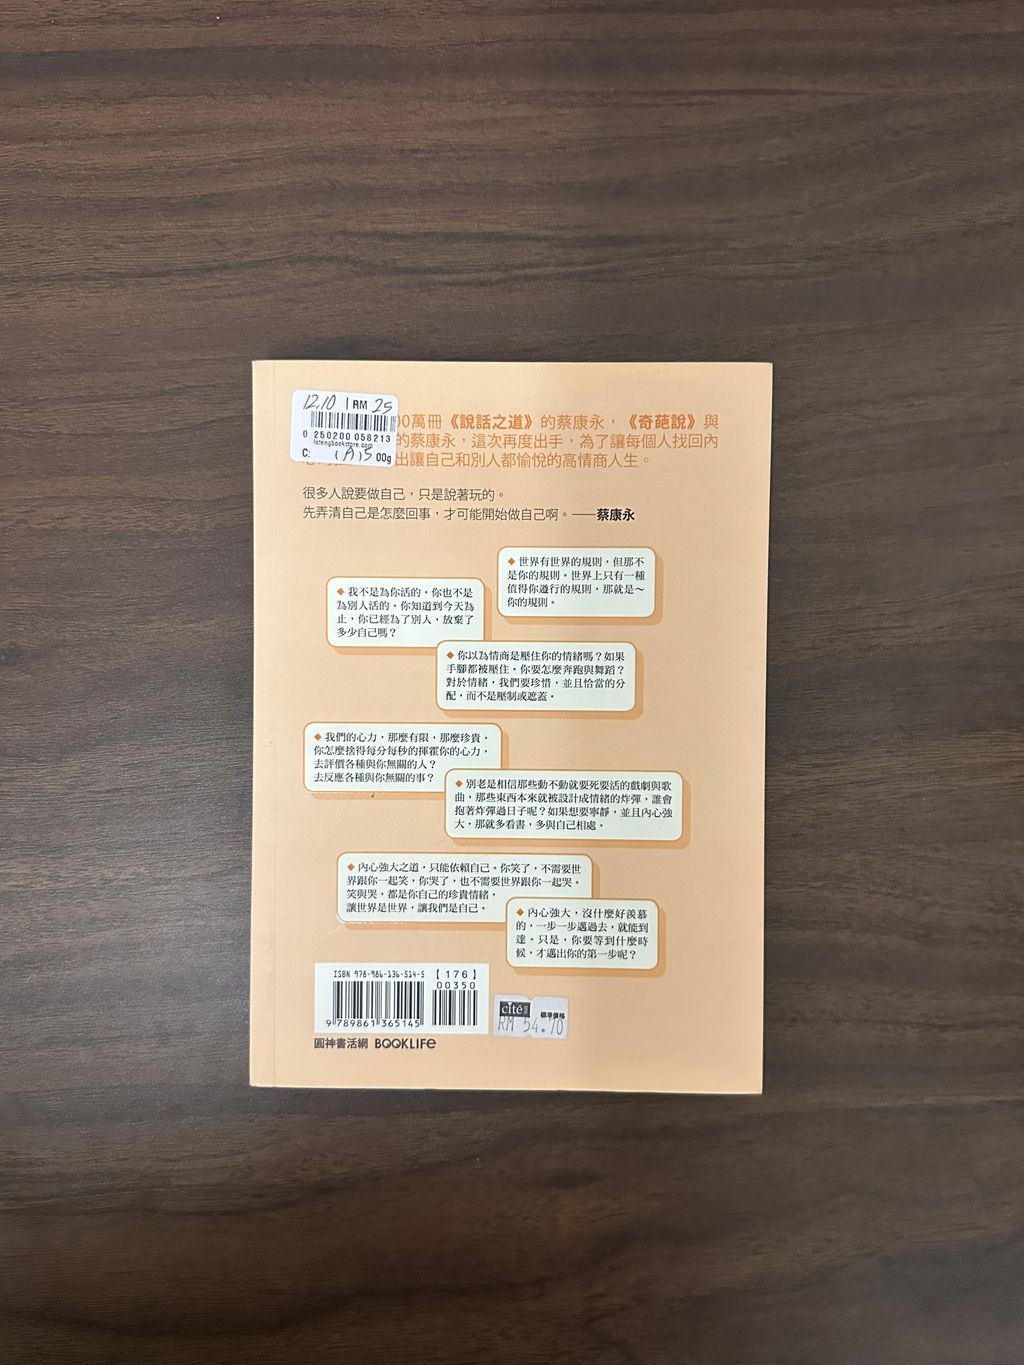 12.10 | RM 25
0 250200 058213
fatengbookstore.com
C: (A)5 00g
00萬冊《說話之道》的蔡康永，《奇葩說》與
的蔡康永，這次再度出手，為了讓每個人找回內
出讓自己和別人都愉悅的高情商人生。
很多人說要做自己，只是說著玩的。
先弄清自己是怎麼回事，才可能開始做自己啊。——蔡康永
◆ 世界有世界的規則，但那不
是你的規則。世界上只有一種
值得你遵行的規則，那就是～
你的規則。
◆ 我不是為你活的，你也不是
為別人活的。你知道到今天為
止，你已經為了別人，放棄了
多少自己嗎？
◆ 你以為情商是壓住你的情緒嗎？如果
手腳都被壓住。你要怎麼奔跑與舞蹈？
對於情緒，我們要珍惜，並且恰當的分
配，而不是壓制或遮蓋。
◆ 我們的心力，那麼有限，那麼珍貴，
你怎麼捨得每分每秒的揮霍你的心力，
去評價各種與你無關的人？
去反應各種與你無關的事？
◆ 別老是相信那些動不動就要死要活的戲劇與歌
曲，那些東西本來就被設計成情緒的炸彈，誰會
抱著炸彈過日子呢？如果想要寧靜，並且內心強
大，那就多看書，多與自己相處。
◆ 內心強大之道，只能依賴自己。你笑了，不需要世
界跟你一起笑，你哭了，也不需要世界跟你一起哭。
笑與哭，都是你自己的珍貴情緒，
讓世界是世界，讓我們是自己。
◆ 內心強大，沒什麼好羨慕
的，一步一步邁過去，就能到
達。只是，你要等到什麼時
候，才邁出你的第一步呢？
ISBN 978-986-136-514-5 【176】
00350
9 789861 365145
圓神書活網 BOOKLIFE
cité 標準價格
RM 54.70